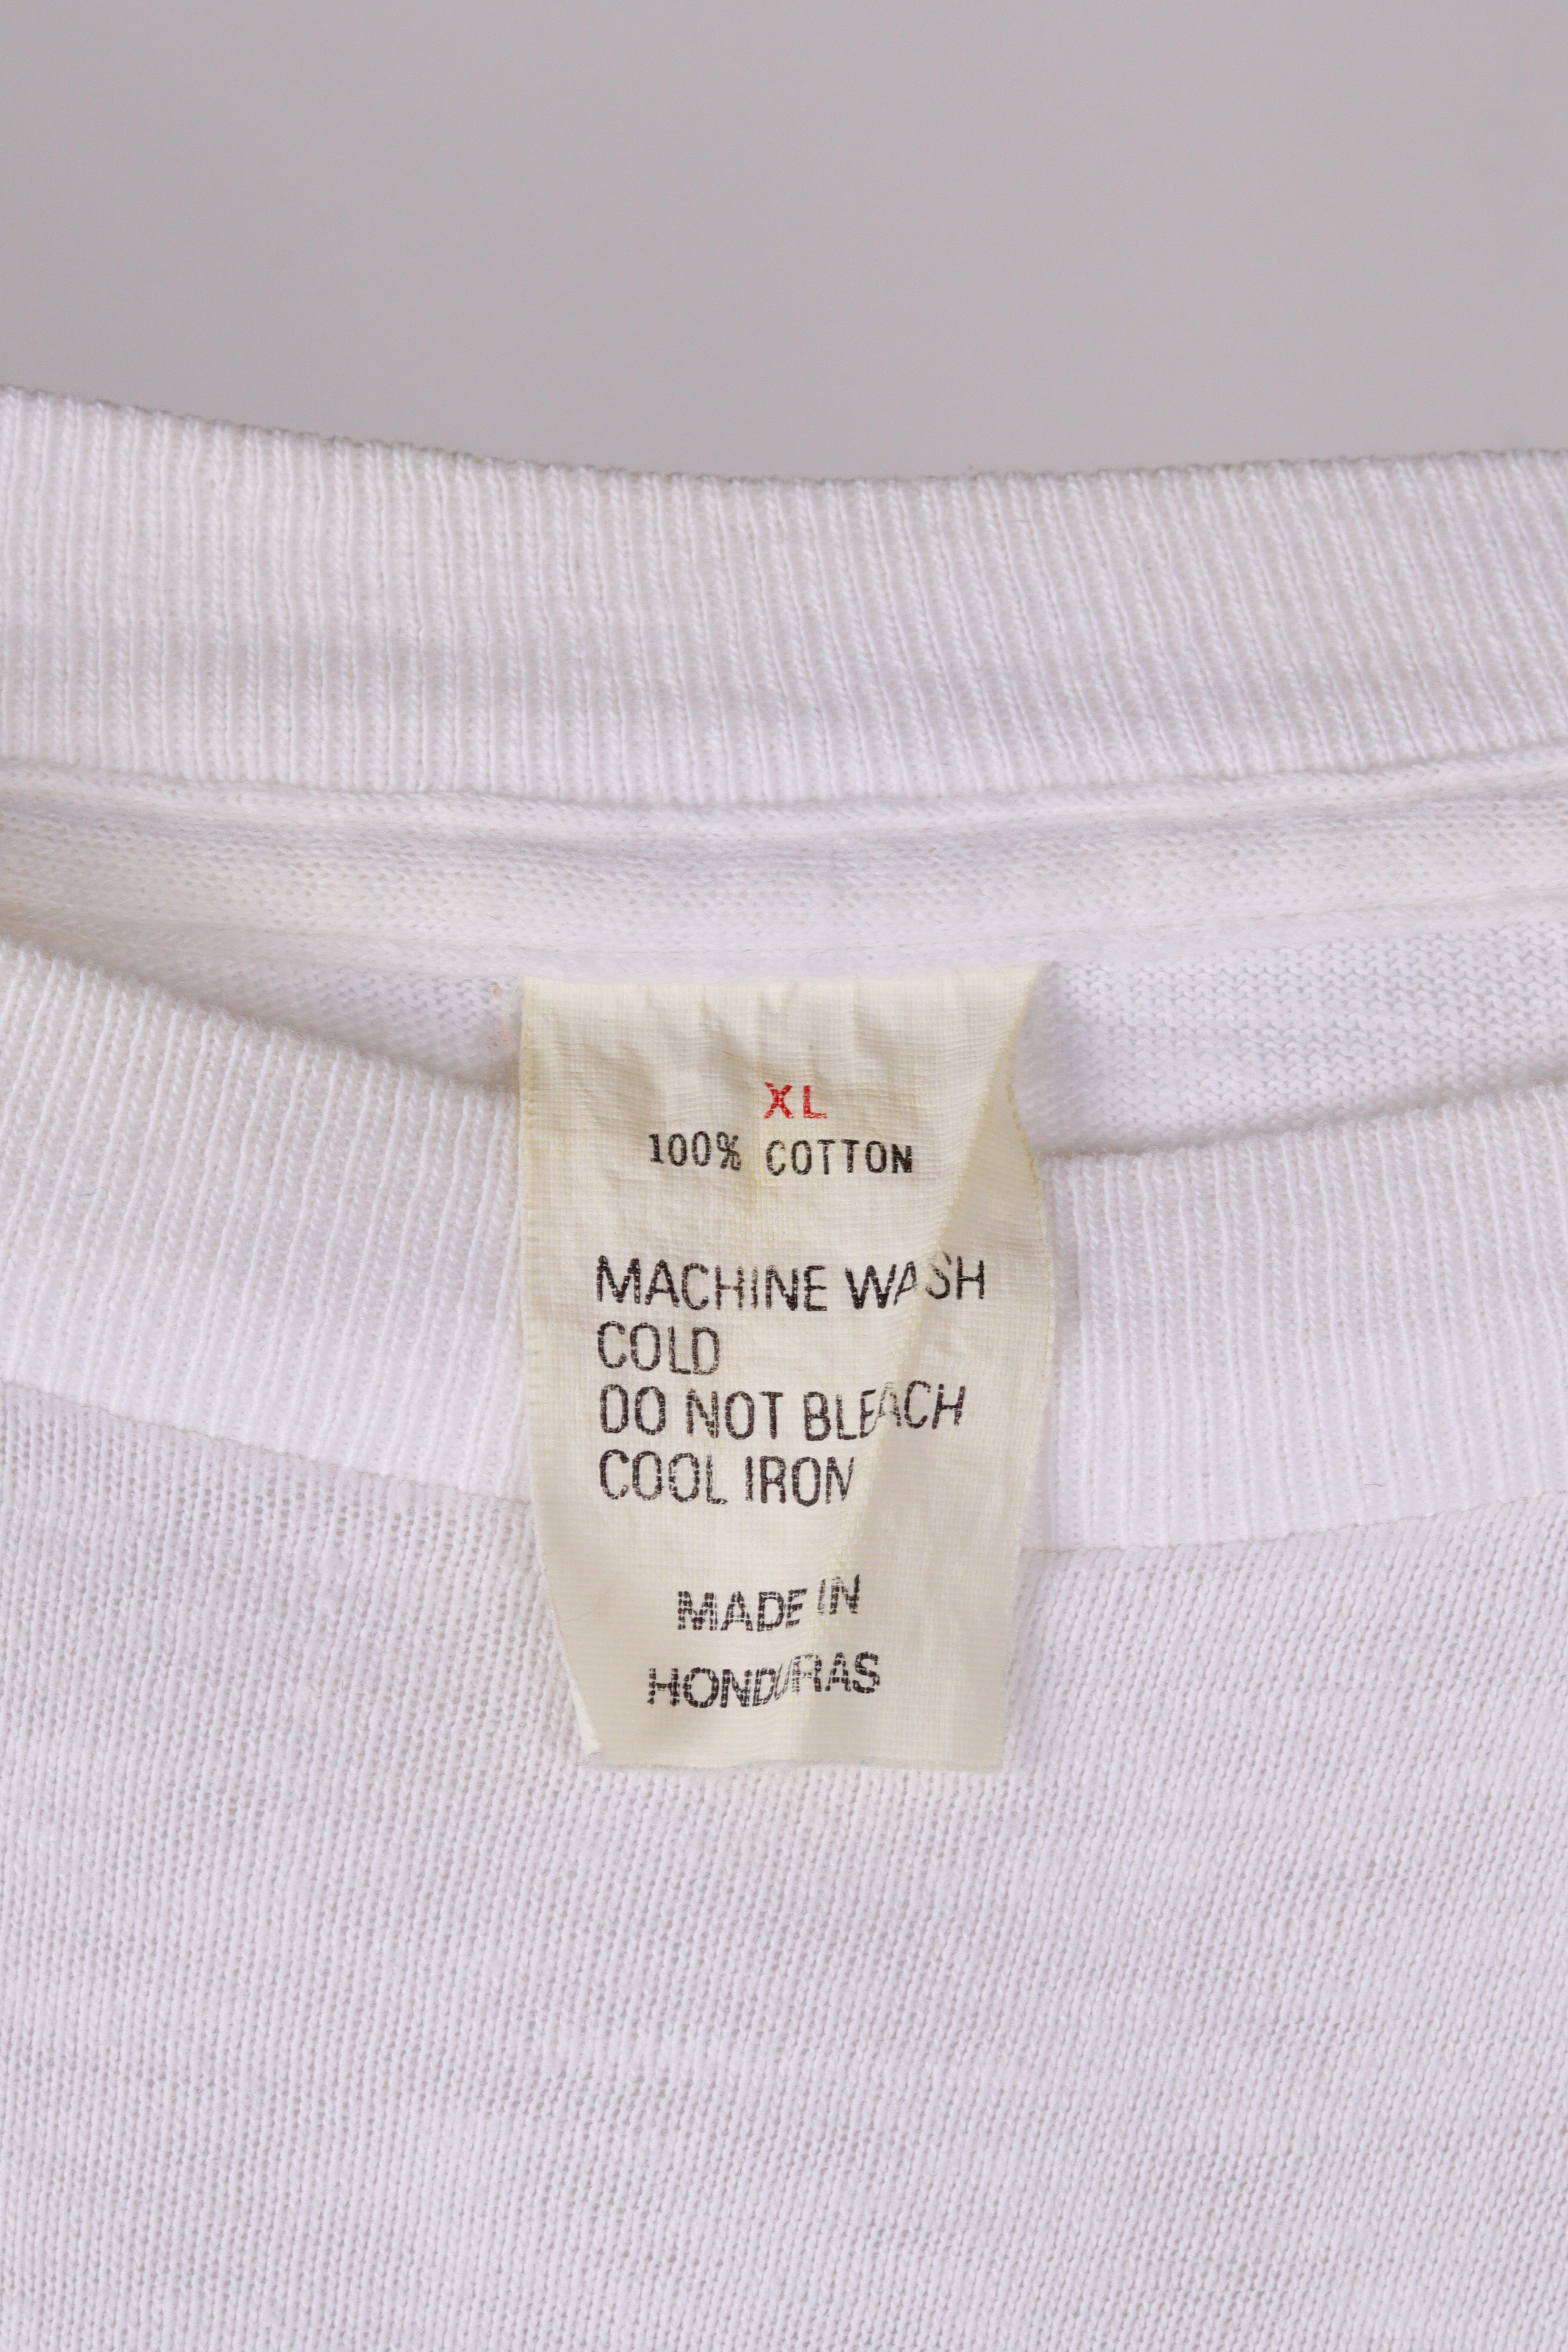 XL
100% COTTON
MACHINE WASH
COLD
DO NOT BLEACH
COOL IRON
MADE IN
HONDURAS